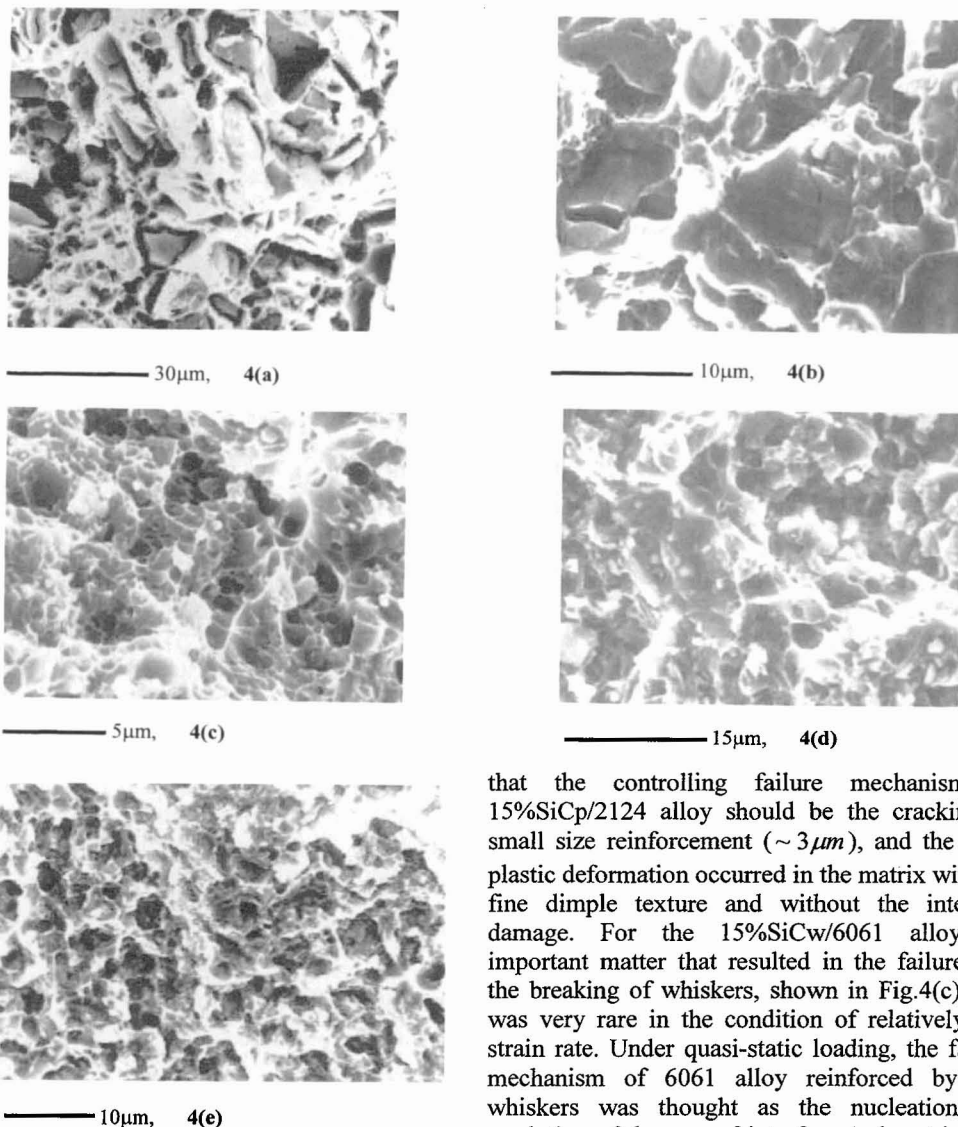 30μm, 4(a)
10μm, 4(b)
5μm, 4(c)
15μm, 4(d)
10μm, 4(e)
that the controlling failure mechanism
15%SiCp/2124 alloy should be the
small size reinforcement (~ 3μm), and the
plastic deformation occurred in the matrix
fine dimple texture and without the
damage. For the 15%SiCw/6061 alloy
important matter that resulted in the failure
the breaking of whiskers, shown in Fig.4(c)
was very rare in the condition of relatively
strain rate. Under quasi-static loading, the
mechanism of 6061 alloy reinforced by
whiskers was thought as the nucleation